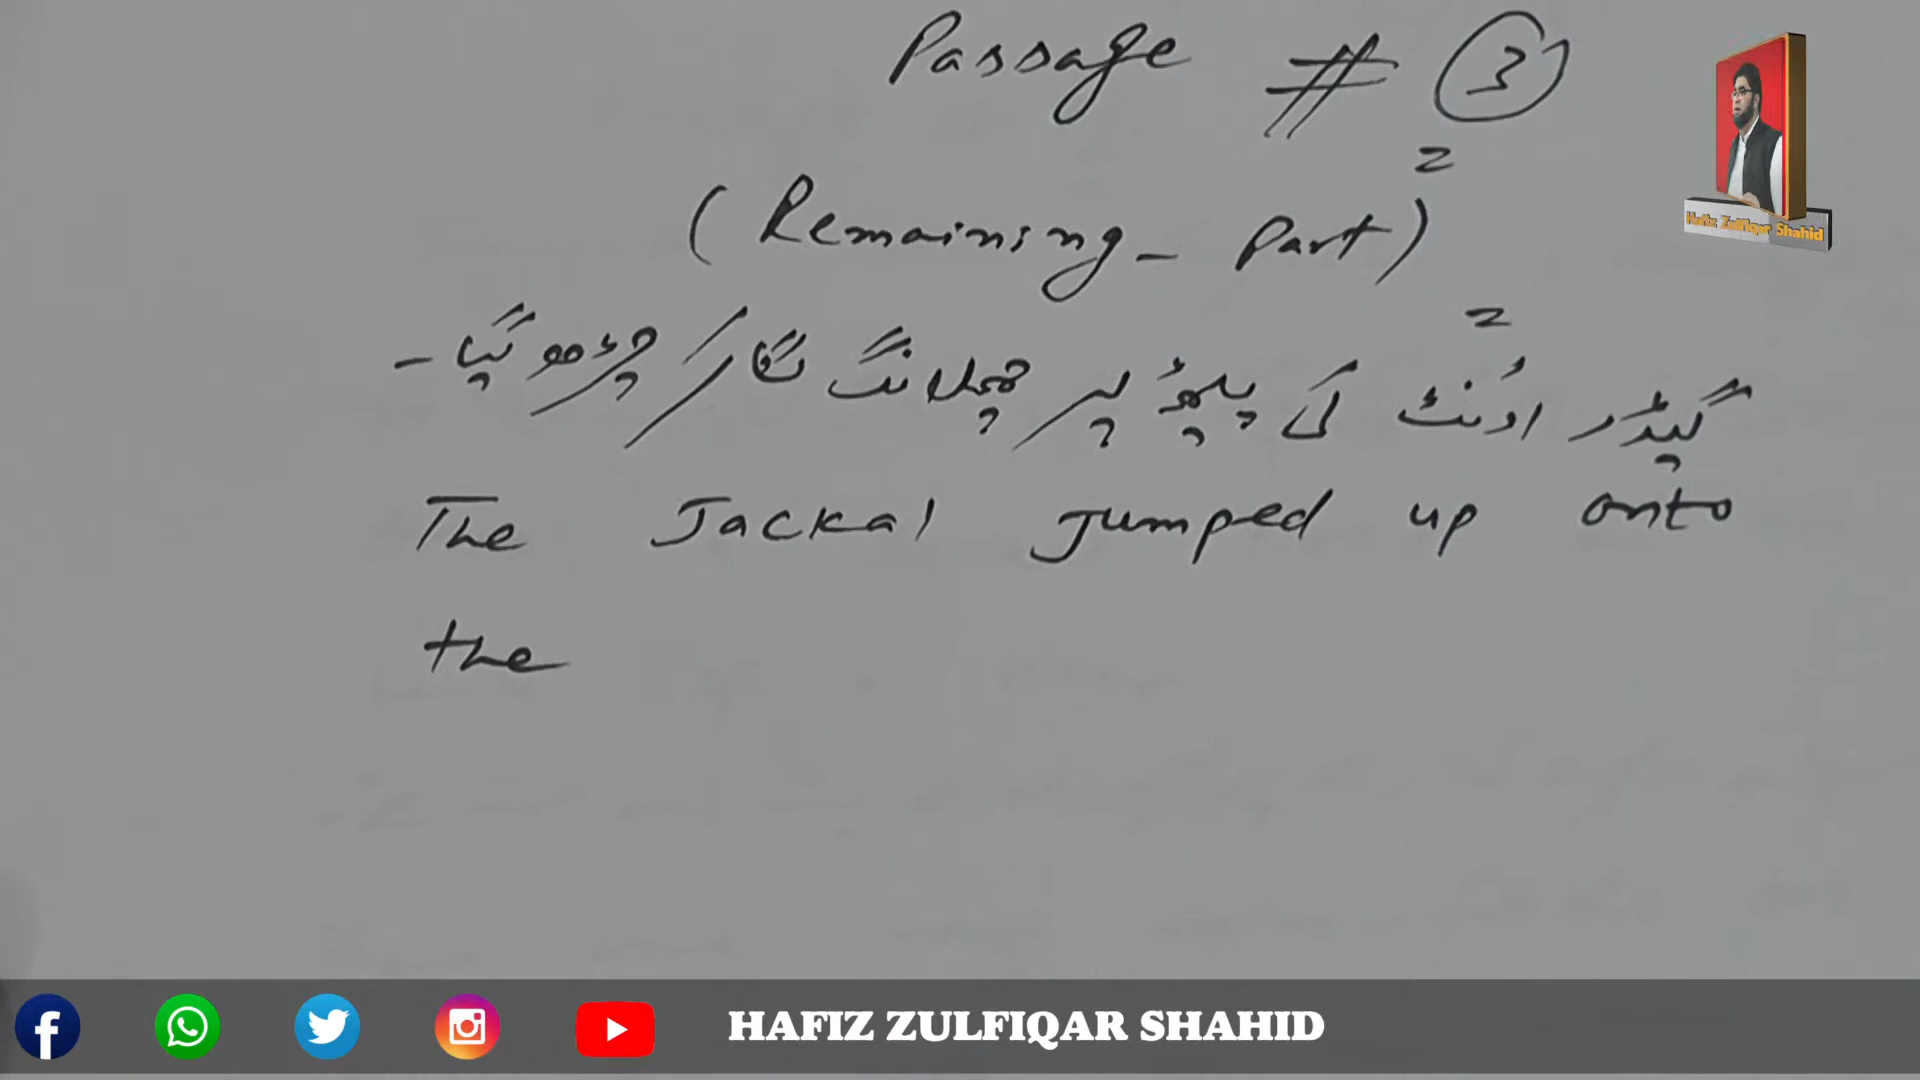 Passage # 3
(Remaining - Part)
گیڈر اونٹ کی پیٹھ پر چھلانگ لگا کر چڑھ گیا۔
The Jackal jumped up onto
the
Hafiz Zulfiqar Shahid
HAFIZ ZULFIQAR SHAHID